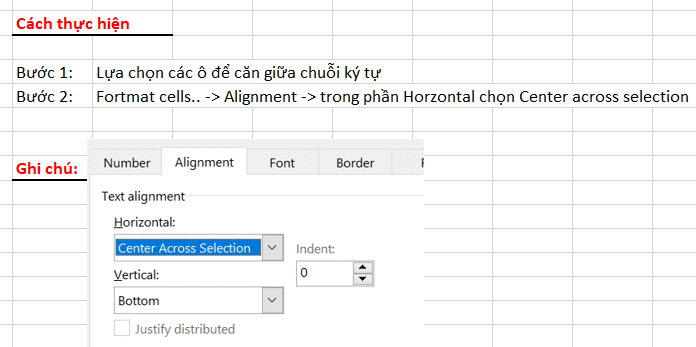 Cách thực hiện
Bước 1: Lựa chọn các ô để căn giữa chuỗi ký tự
Bước 2: Fortmat cells.. -> Alignment -> trong phần Horzontal chọn Center across selection
Ghi chú:
Number Alignment Font Border
Text alignment
Horizontal:
Center Across Selection
Indent:
Vertical:
0
Bottom
Justify distributed